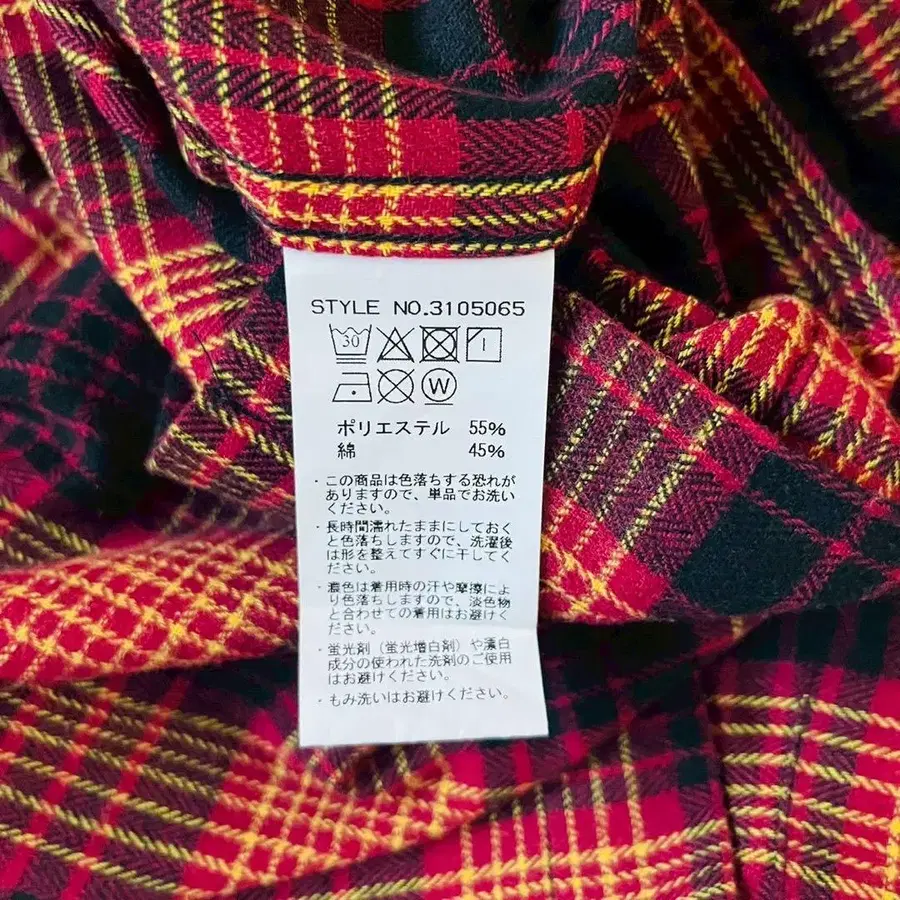 STYLE NO.3105065
30
W
ポリエステル 55%
綿 45%
・この商品は色落ちする恐れが
ありますので、単品でお洗い
ください。
・長時間濡れたままにしておく
と色落ちしますので、洗濯後
は形を整えてすぐに干してく
ださい。
・濃色は着用時の汗や摩擦によ
り色落ちしますので、淡色物
と合わせての着用はお避けく
ださい。
・蛍光剤（蛍光増白剤）や漂白
成分の使われた洗剤のご使用
はお避けください。
・もみ洗いはお避けください。